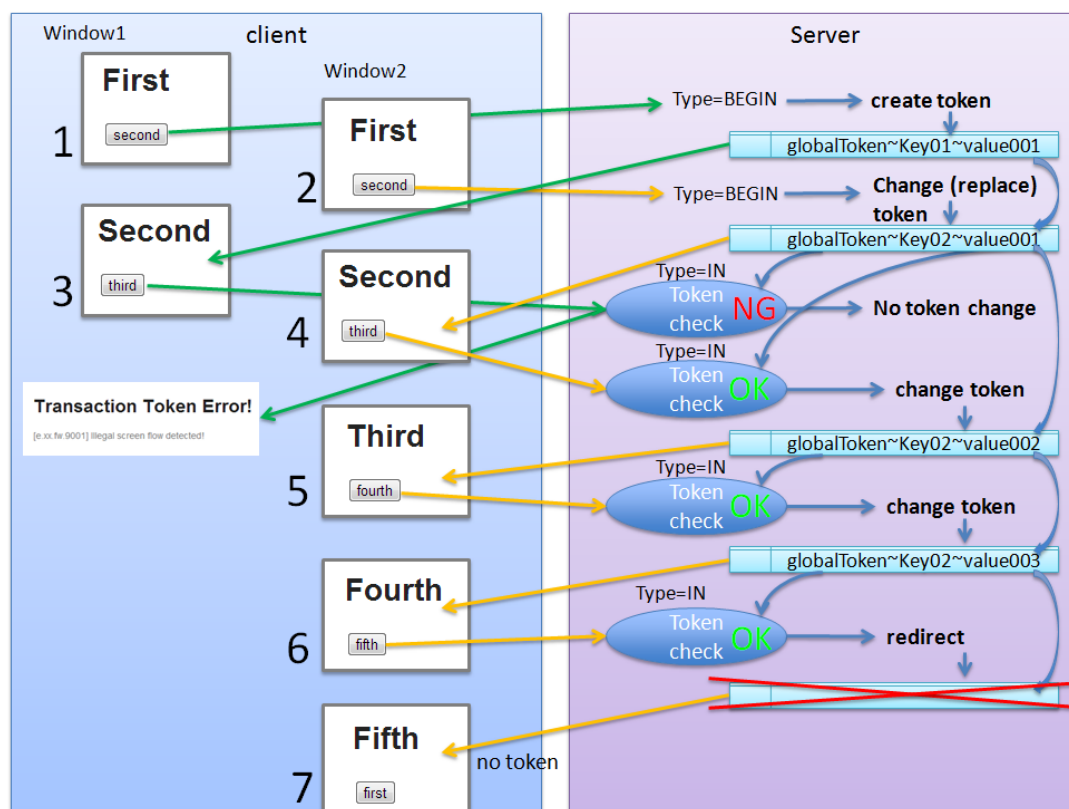 Window1
client
Server
First
second
1
Window2
First
second
2
Type=BEGIN
create token
globalToken~Key01~value001
Type=BEGIN
Change (replace)
token
globalToken~Key02~value001
Second
third
3
Second
third
4
Type=IN
Token
check
NG
No token change
Type=IN
Token
check
OK
change token
Transaction Token Error!
[e.xx.fw.9001] Illegal screen flow detected!
globalToken~Key02~value002
Third
fourth
5
Type=IN
Token
check
OK
change token
globalToken~Key02~value003
Fourth
fifth
6
Type=IN
Token
check
OK
redirect
Fifth
first
7
no token